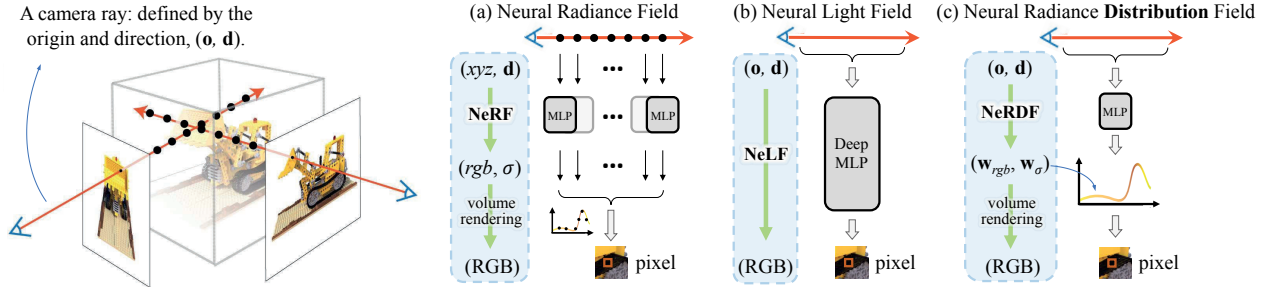 A camera ray: defined by the
origin and direction, (o, d).
(a) Neural Radiance Field
(xyz, d)
NeRF
(rgb, σ)
volume
rendering
(RGB)
MLP
•••
MLP
•••
•••
pixel
(b) Neural Light Field
(o, d)
NeLF
(RGB)
Deep
MLP
pixel
(c) Neural Radiance Distribution Field
(o, d)
NeRDF
(w_rgb, w_σ)
volume
rendering
(RGB)
MLP
pixel